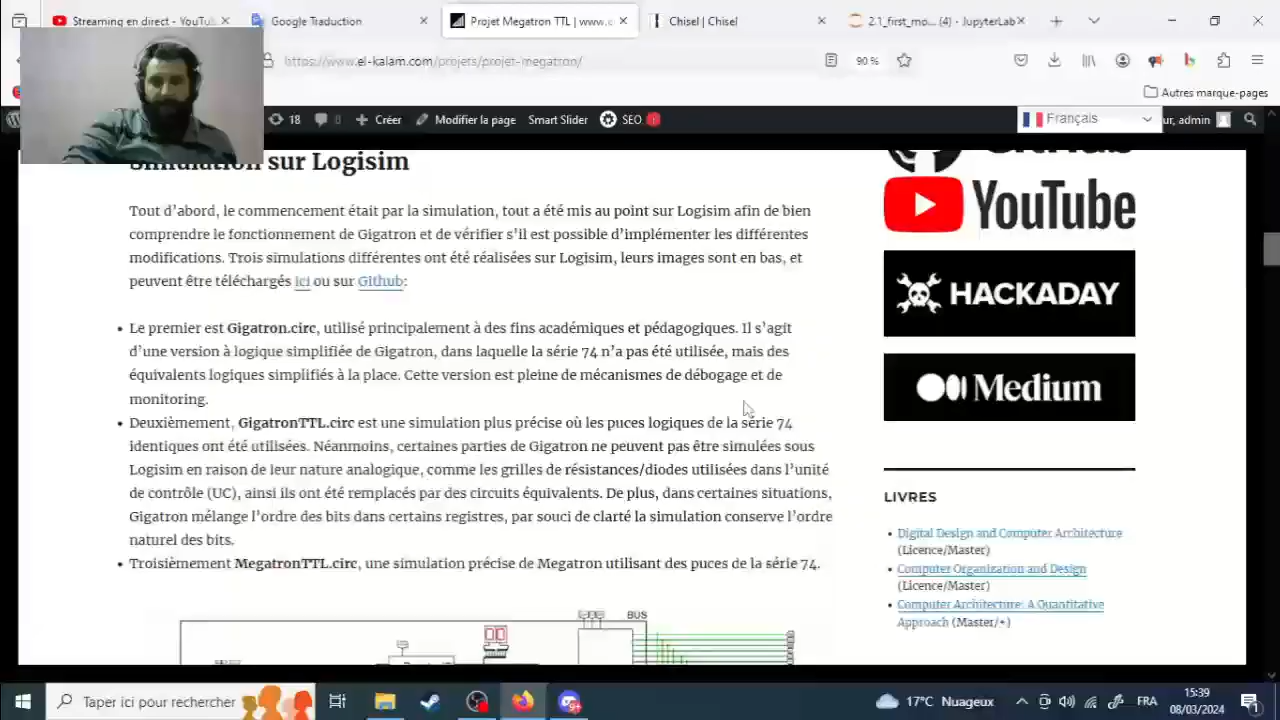 Streaming en direct - YouTu
Google Traduction
Projet Megatron TTL | www.c
Chisel | Chisel
2.1_first_mo... (4) - JupyterLab
https://www.el-kalam.com/projets/projet-megatron/
90 %
Autres marque-pages
18
8
Créer
Modifier la page
Smart Slider
SEO
Français
ur, admin
Simulation sur Logisim
Tout d'abord, le commencement était par la simulation, tout a été mis au point sur Logisim afin de bien
comprendre le fonctionnement de Gigatron et de vérifier s'il est possible d'implémenter les différentes
modifications. Trois simulations différentes ont été réalisées sur Logisim, leurs images sont en bas, et
peuvent être téléchargés ici ou sur Github:
• Le premier est Gigatron.circ, utilisé principalement à des fins académiques et pédagogiques. Il s'agit
d'une version à logique simplifiée de Gigatron, dans laquelle la série 74 n'a pas été utilisée, mais des
équivalents logiques simplifiés à la place. Cette version est pleine de mécanismes de débogage et de
monitoring.
• Deuxièmement, GigatronTTL.circ est une simulation plus précise où les puces logiques de la série 74
identiques ont été utilisées. Néanmoins, certaines parties de Gigatron ne peuvent pas être simulées sous
Logisim en raison de leur nature analogique, comme les grilles de résistances/diodes utilisées dans l'unité
de contrôle (UC), ainsi ils ont été remplacés par des circuits équivalents. De plus, dans certaines situations,
Gigatron mélange l'ordre des bits dans certains registres, par souci de clarté la simulation conserve l'ordre
naturel des bits.
• Troisièmement MegatronTTL.circ, une simulation précise de Megatron utilisant des puces de la série 74.
BUS
GitHub
YouTube
HACKADAY
Medium
LIVRES
• Digital Design and Computer Architecture
(Licence/Master)
• Computer Organization and Design
(Licence/Master)
• Computer Architecture: A Quantitative
Approach (Master/+)
Taper ici pour rechercher
17°C Nuageux
FRA
15:39
08/03/2024
1